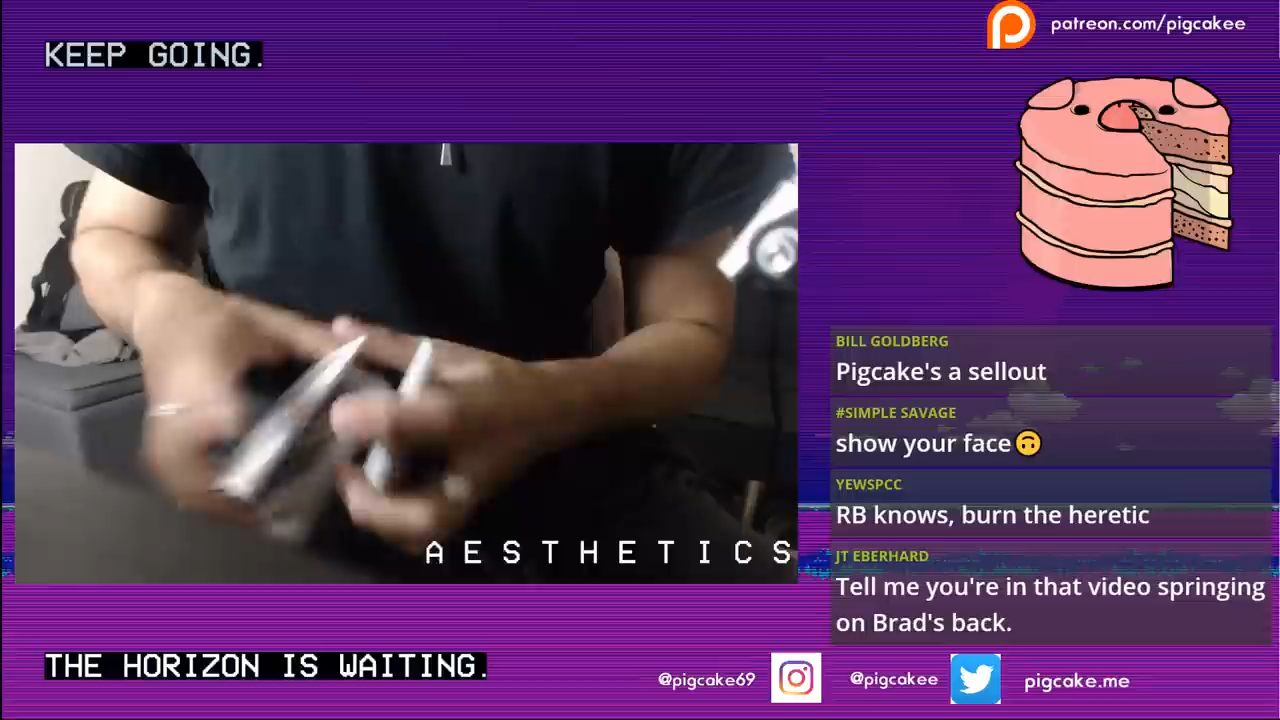 KEEP GOING.
patreon.com/pigcakee
BILL GOLDBERG
Pigcake's a sellout
#SIMPLE SAVAGE
show your face🙃
YEWSPCC
RB knows, burn the heretic
JT EBERHARD
Tell me you're in that video springing
on Brad's back.
AESTHETICS
THE HORIZON IS WAITING.
@pigcake69
@pigcakee
pigcake.me